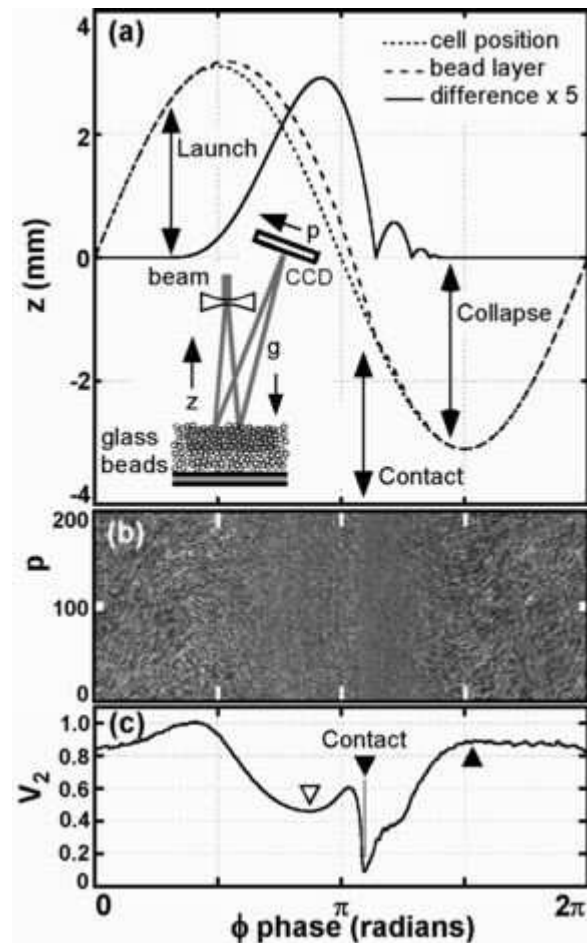 4
(a)
cell position
bead layer
difference x 5
2
Launch
p
CCD
beam
z (mm)
0
g
Collapse
z
-2
glass
beads
Contact
-4
200
(b)
p
100
0
(c)
1.0
Contact
0.8
V2
0.6
0.4
0.2
0
0
π
2π
ϕ phase (radians)